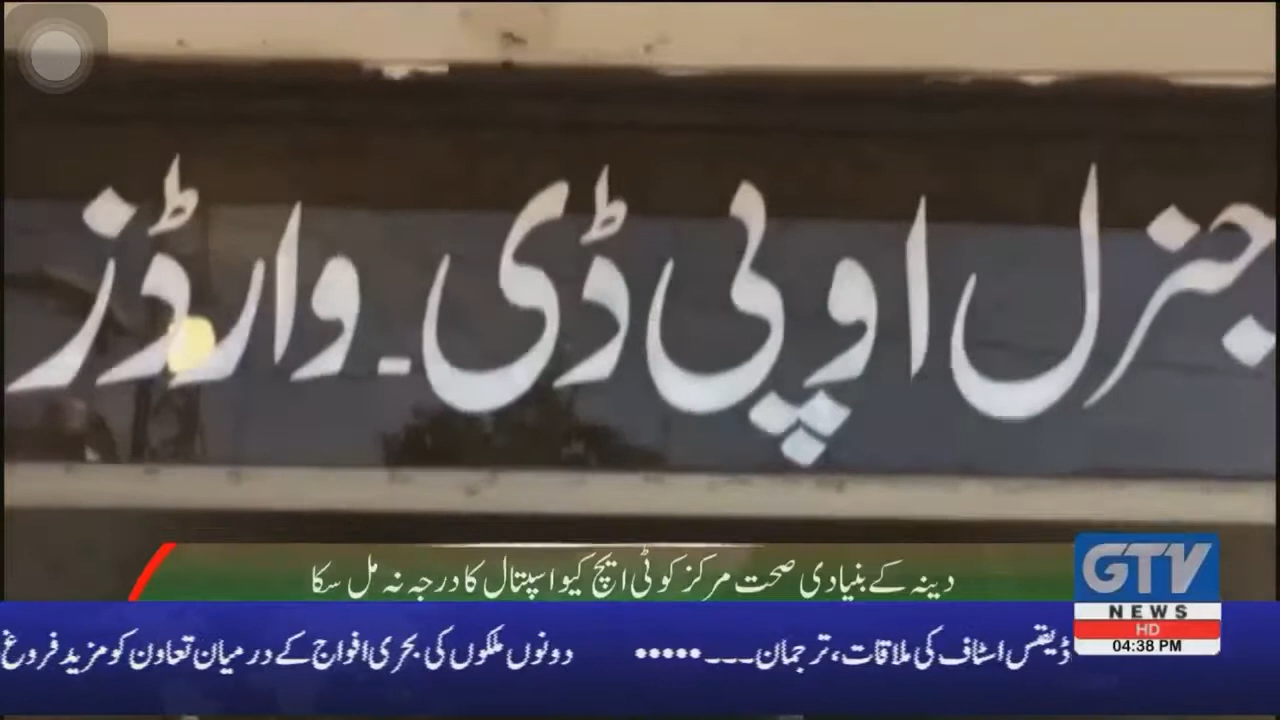 جنرل او پی ڈی ۔ وارڈز
دینہ کے بنیادی صحت مرکز کو ٹی ایچ کیو اسپتال کا درجہ نہ مل سکا
GTV
NEWS
HD
04:38 PM
ڈیفنس اسٹاف کی ملاقات، ترجمان۔۔۔ ••••• دونوں ملکوں کی بحری افواج کے درمیان تعاون کو مزید فروغ